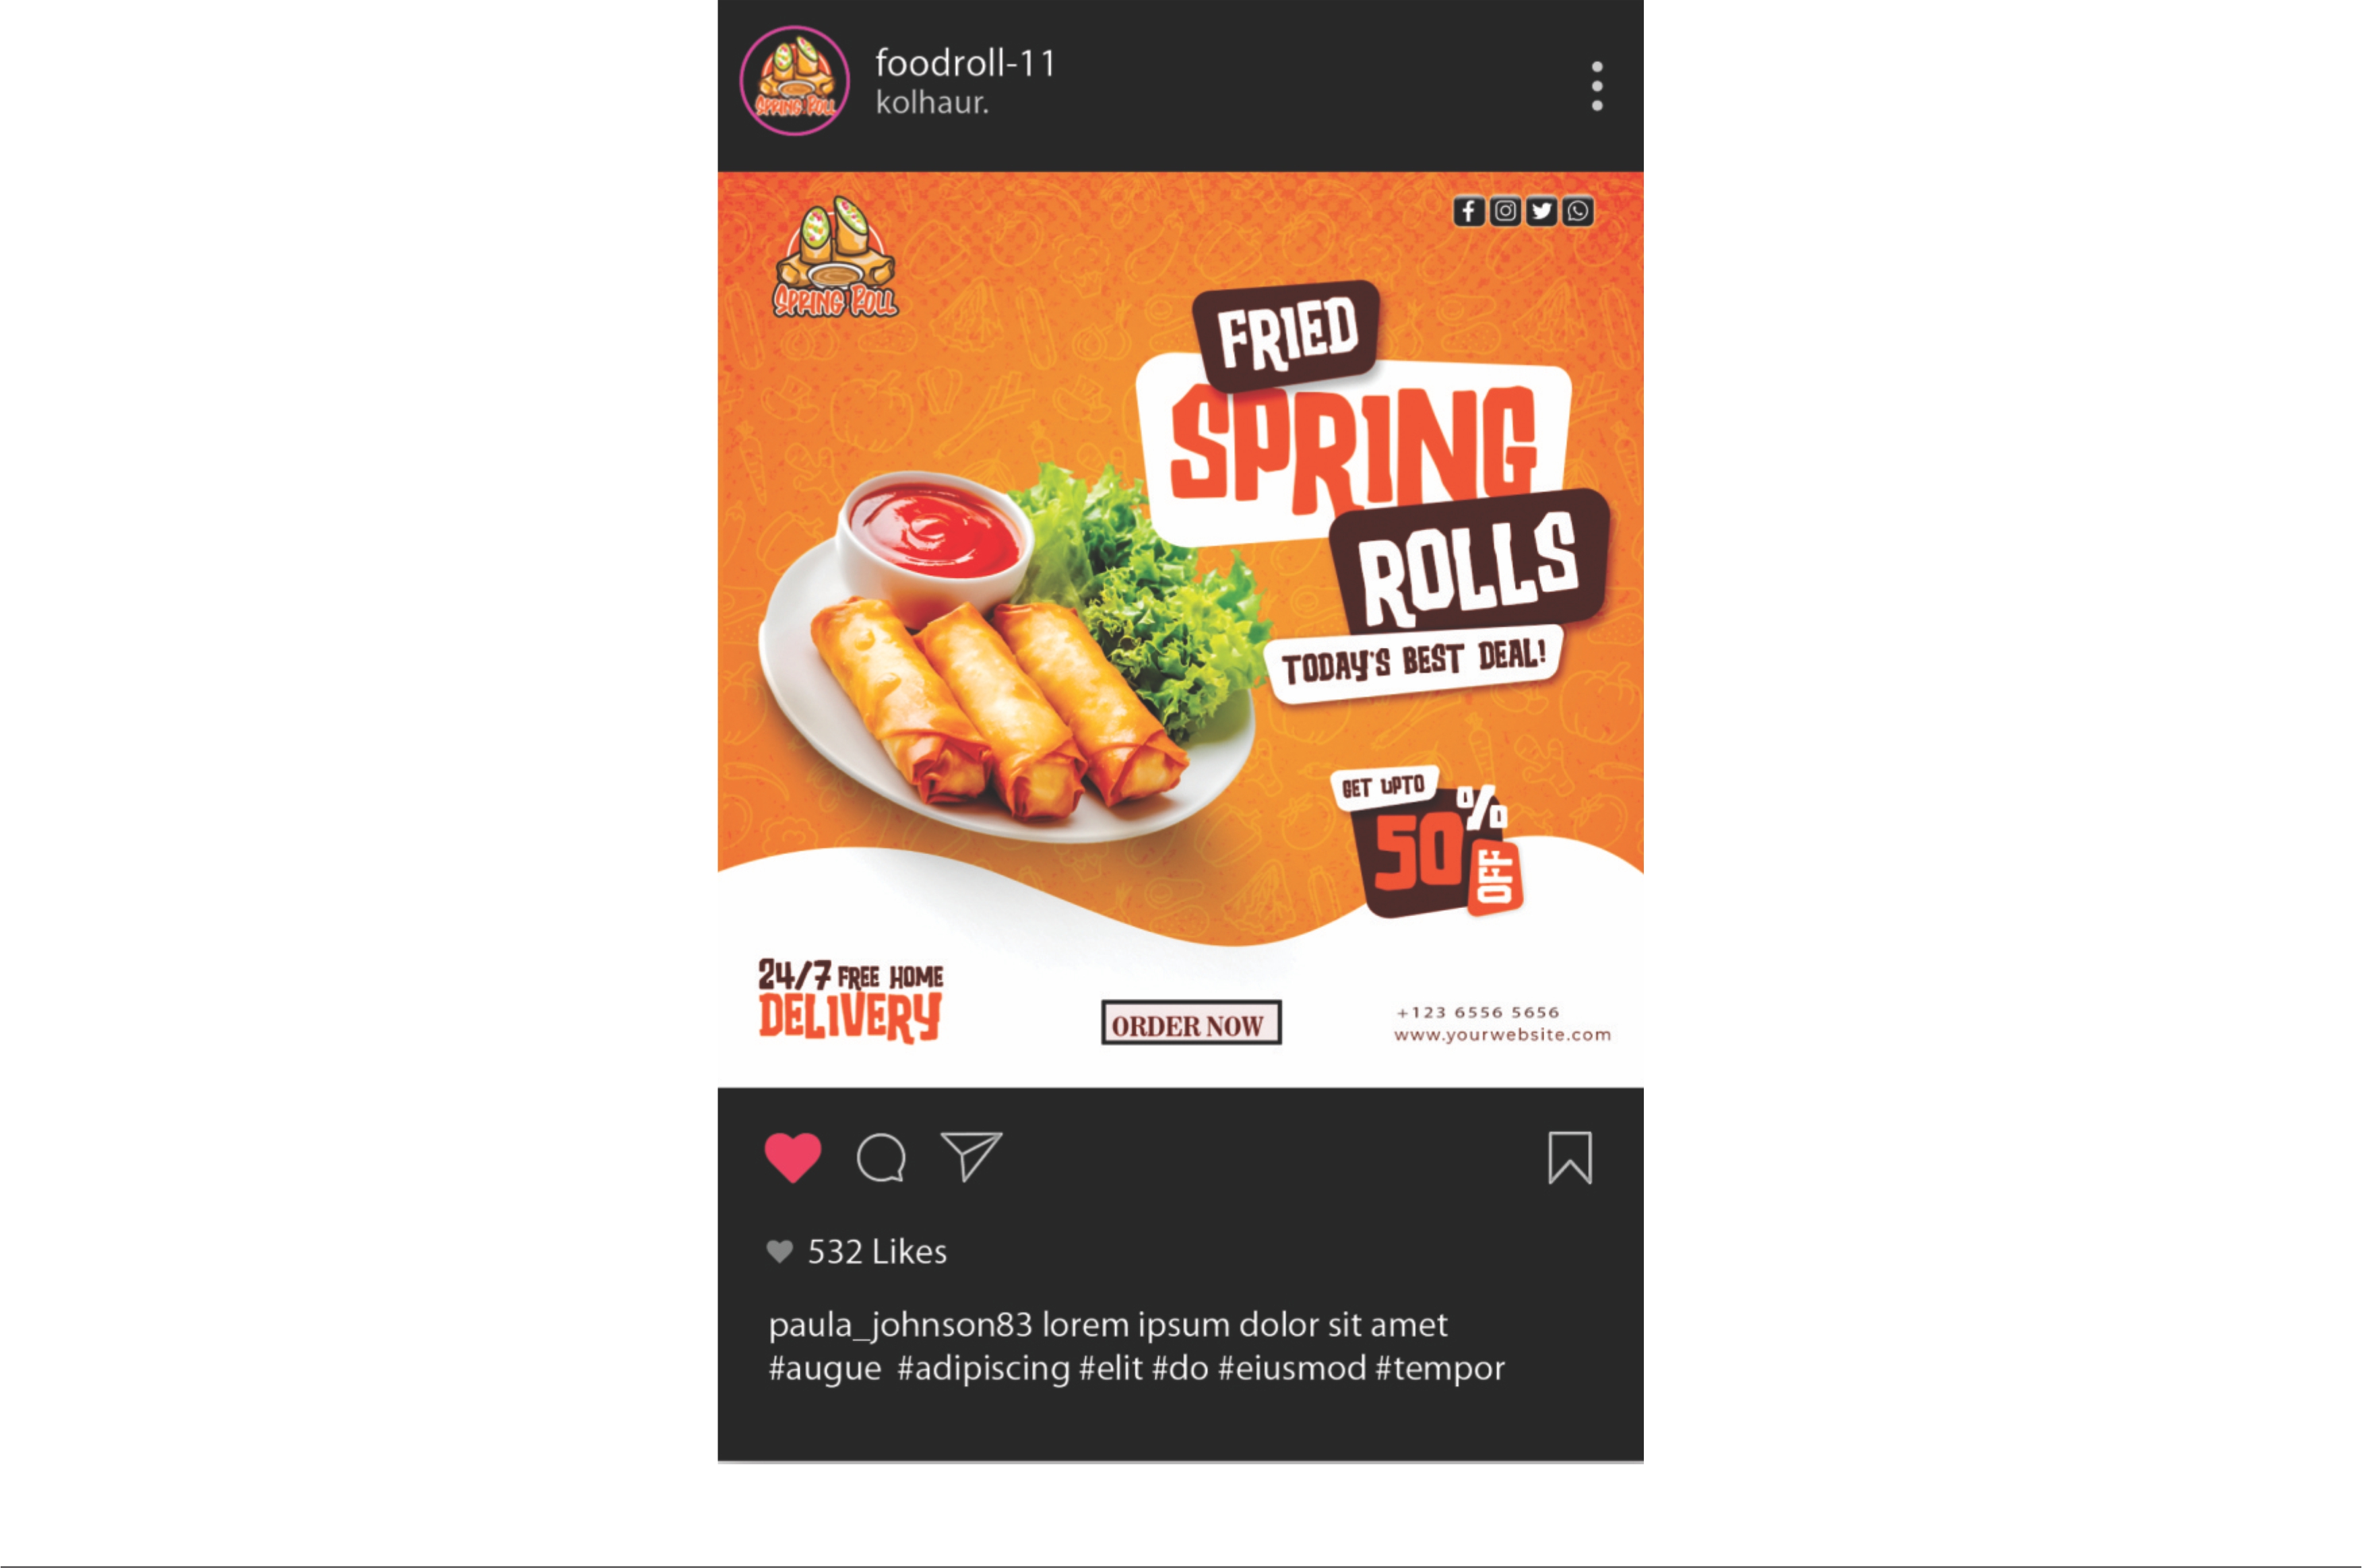 SPRING ROLL
foodroll-11
kolhaur.
SPRING ROLL
FRIED
SPRING
ROLLS
TODAY'S BEST DEAL!
GET UPTO
50%
OFF
24/7 FREE HOME
DELIVERY
ORDER NOW
+123 6556 5656
www.yourwebsite.com
532 Likes
paula_johnson83 lorem ipsum dolor sit amet
#augue #adipiscing #elit #do #eiusmod #tempor